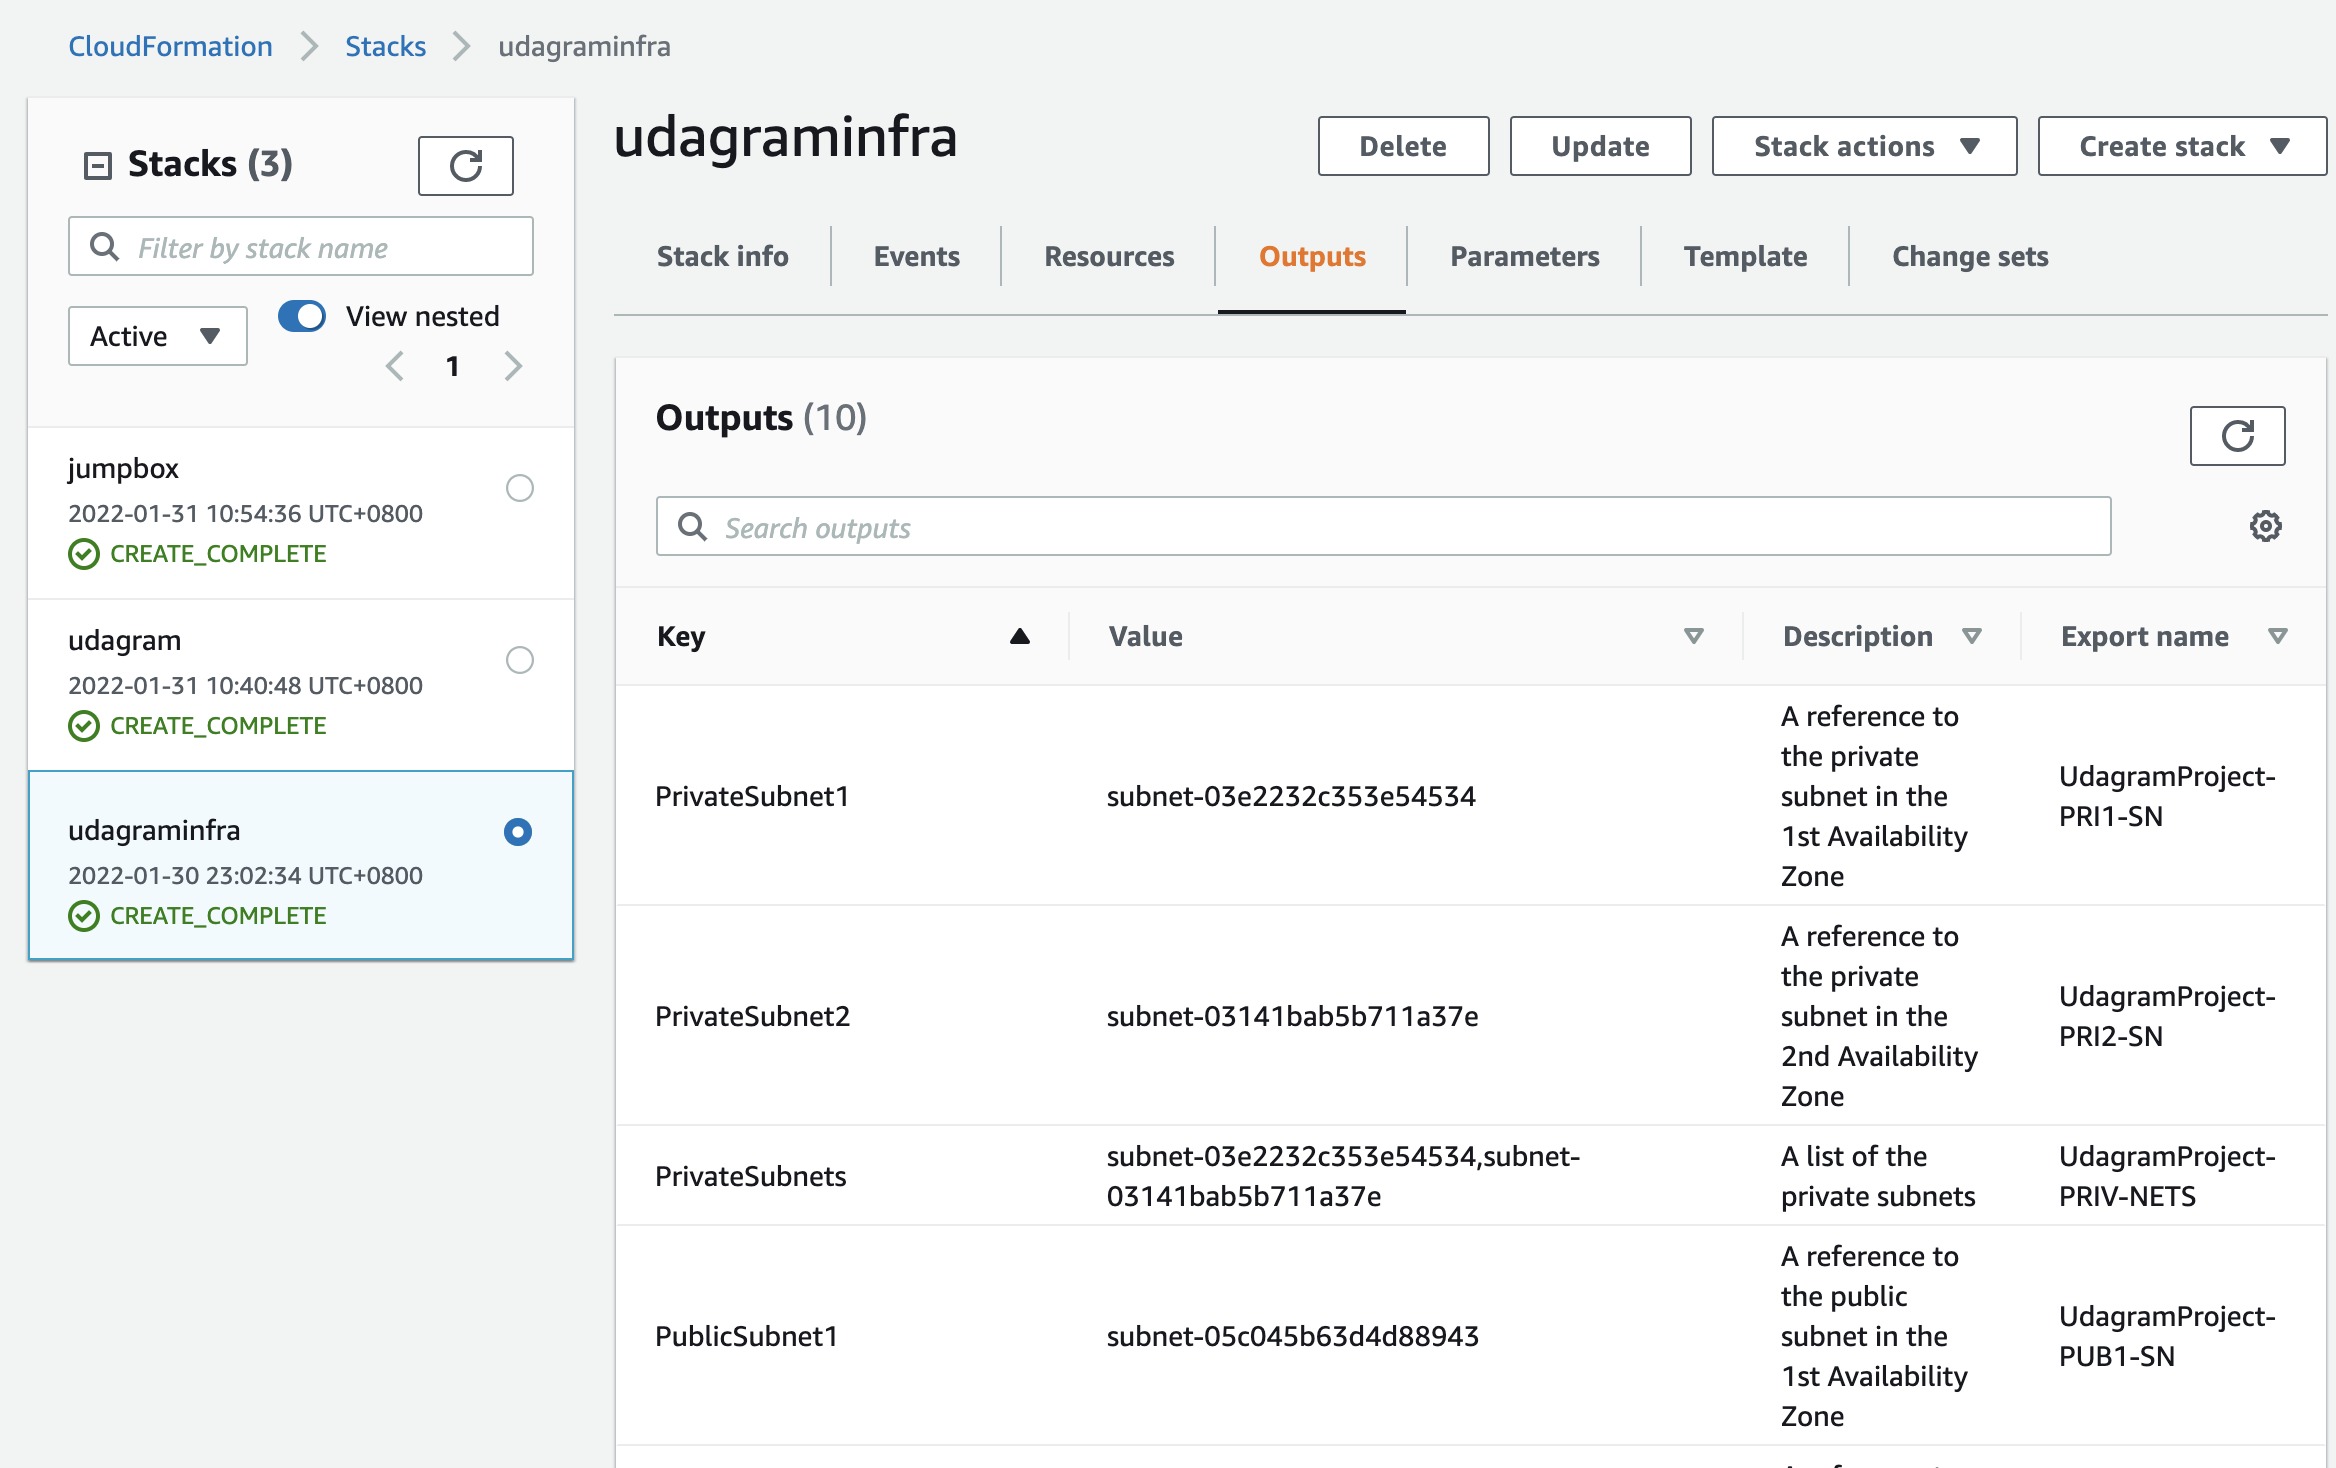 CloudFormation > Stacks > udagraminfra
Stacks (3)
Filter by stack name
Active
View nested
1
jumpbox
2022-01-31 10:54:36 UTC+0800
CREATE_COMPLETE
udagram
2022-01-31 10:40:48 UTC+0800
CREATE_COMPLETE
udagraminfra
2022-01-30 23:02:34 UTC+0800
CREATE_COMPLETE
udagraminfra
Delete
Update
Stack actions
Create stack
Stack info
Events
Resources
Outputs
Parameters
Template
Change sets
Outputs (10)
Search outputs
Key
Value
Description
Export name
PrivateSubnet1
subnet-03e2232c353e54534
A reference to
the private
subnet in the
1st Availability
Zone
UdagramProject-
PRI1-SN
PrivateSubnet2
subnet-03141bab5b711a37e
A reference to
the private
subnet in the
2nd Availability
Zone
UdagramProject-
PRI2-SN
PrivateSubnets
subnet-03e2232c353e54534,subnet-
03141bab5b711a37e
A list of the
private subnets
UdagramProject-
PRIV-NETS
PublicSubnet1
subnet-05c045b63d4d88943
A reference to
the public
subnet in the
1st Availability
Zone
UdagramProject-
PUB1-SN